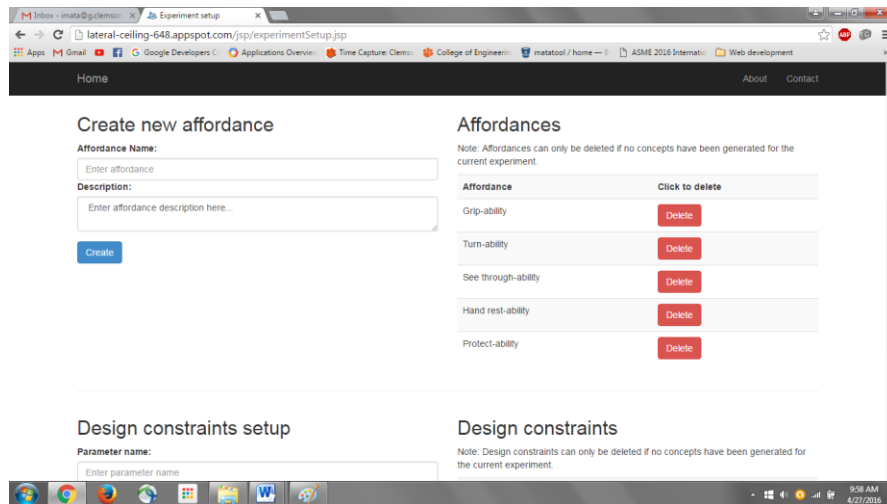 Inbox - imata@g.clemson
Experiment setup
lateral-ceiling-648.appspot.com/jsp/experimentSetup.jsp
Apps Gmail Google Developers C Applications Overview Time Capture: Clemso College of Engineerin matatool / home — B ASME 2016 Internatio Web development
Home About Contact
Create new affordance
Affordance Name:
Enter affordance
Description:
Enter affordance description here...
Create
Affordances
Note: Affordances can only be deleted if no concepts have been generated for the
current experiment.
Affordance Click to delete
Grip-ability Delete
Turn-ability Delete
See through-ability Delete
Hand rest-ability Delete
Protect-ability Delete
Design constraints setup
Parameter name:
Enter parameter name
Design constraints
Note: Design constraints can only be deleted if no concepts have been generated for
the current experiment.
9:58 AM
4/27/2016